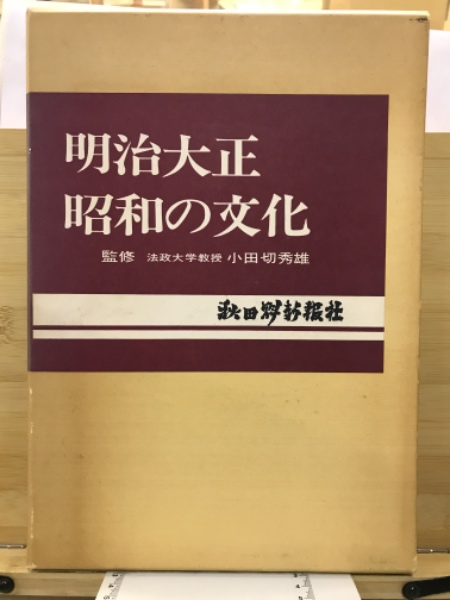 明治大正
昭和の文化
監修 法政大学教授 小田切秀雄
秋田魁新報社